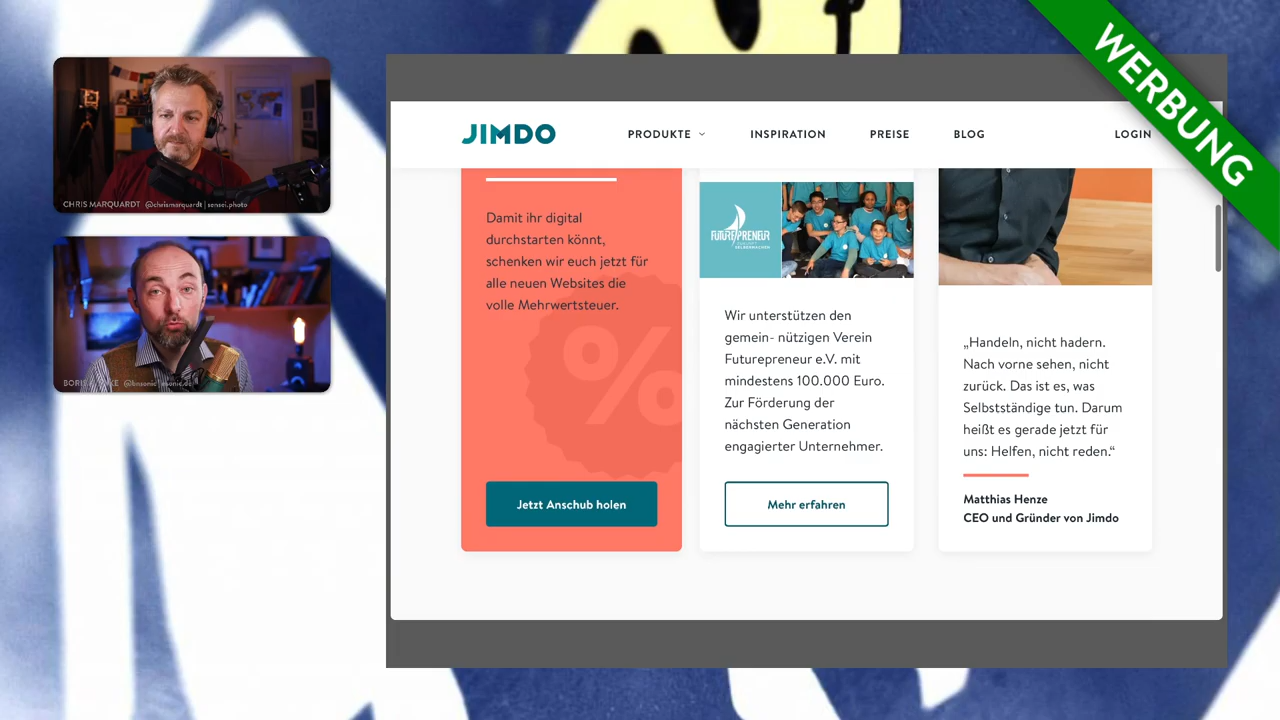 WERBUNG
CHRIS MARQUARDT @chrismarquardt | sensei.photo
@binsonic
JIMDO
PRODUKTE
INSPIRATION
PREISE
BLOG
LOGIN
Damit ihr digital
durchstarten könnt,
schenken wir euch jetzt für
alle neuen Websites die
volle Mehrwertsteuer.
%
Jetzt Anschub holen
FUTUREPRENEUR
Wir unterstützen den
gemein- nützigen Verein
Futurepreneur e.V. mit
mindestens 100.000 Euro.
Zur Förderung der
nächsten Generation
engagierter Unternehmer.
Mehr erfahren
„Handeln, nicht hadern.
Nach vorne sehen, nicht
zurück. Das ist es, was
Selbstständige tun. Darum
heißt es gerade jetzt für
uns: Helfen, nicht reden.“
Matthias Henze
CEO und Gründer von Jimdo